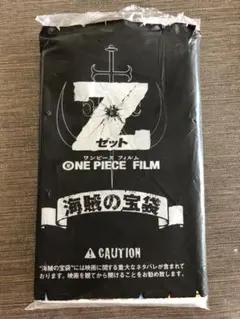 Z
ゼット
ワンピース フィルム
ONE PIECE FILM
海賊の宝袋
CAUTION
"海賊の宝袋"には映画に関する重大なネタバレが含まれて
おります。映画を観てから開けることをお勧め致します。